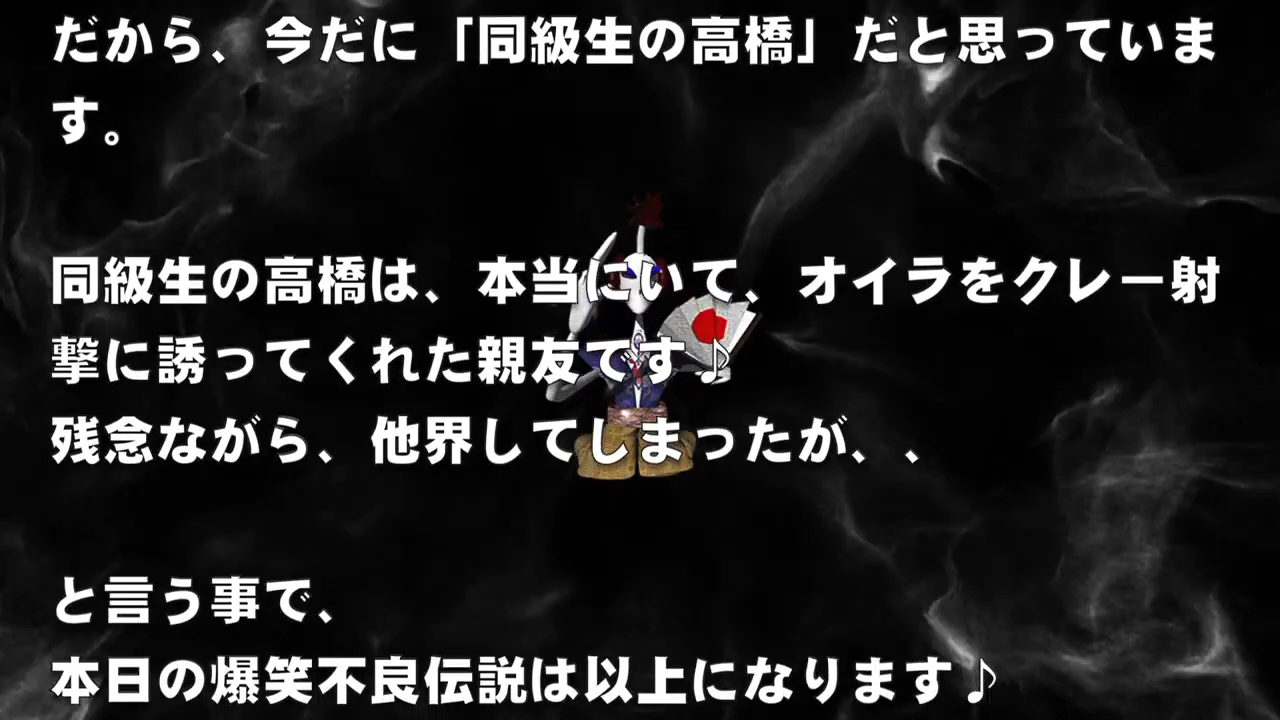 だから、今だに「同級生の高橋」だと思っていま
す。
同級生の高橋は、本当にいて、オイラをクレー射
撃に誘ってくれた親友です♪
残念ながら、他界してしまったが、、
と言う事で、
本日の爆笑不良伝説は以上になります♪